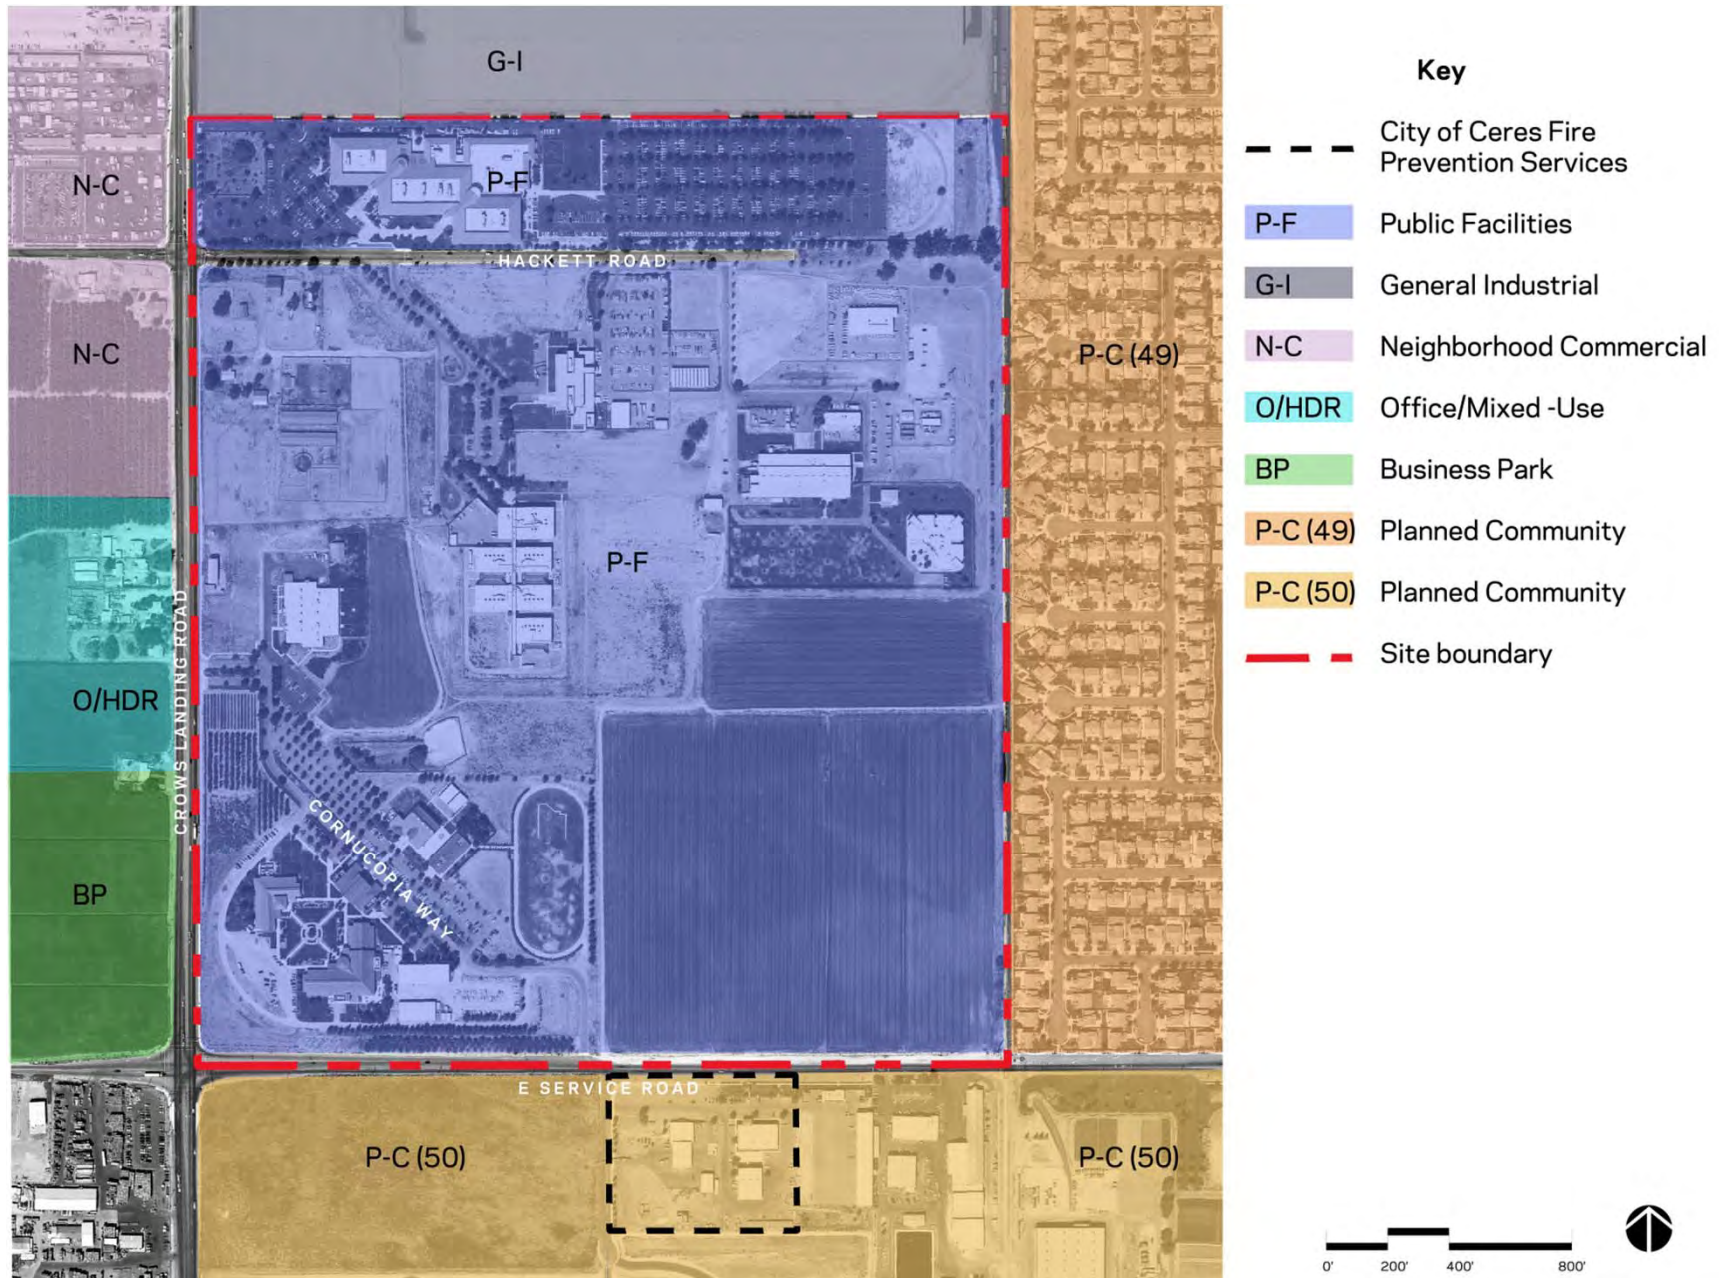 G-I
N-C
P-F
HACKETT ROAD
N-C
P-C (49)
P-F
O/HDR
CROWS LANDING ROAD
CORNUCOPIA WAY
BP
E SERVICE ROAD
P-C (50)
P-C (50)
Key
City of Ceres Fire
Prevention Services
P-F Public Facilities
G-I General Industrial
N-C Neighborhood Commercial
O/HDR Office/Mixed -Use
BP Business Park
P-C (49) Planned Community
P-C (50) Planned Community
Site boundary
0' 200' 400' 800'